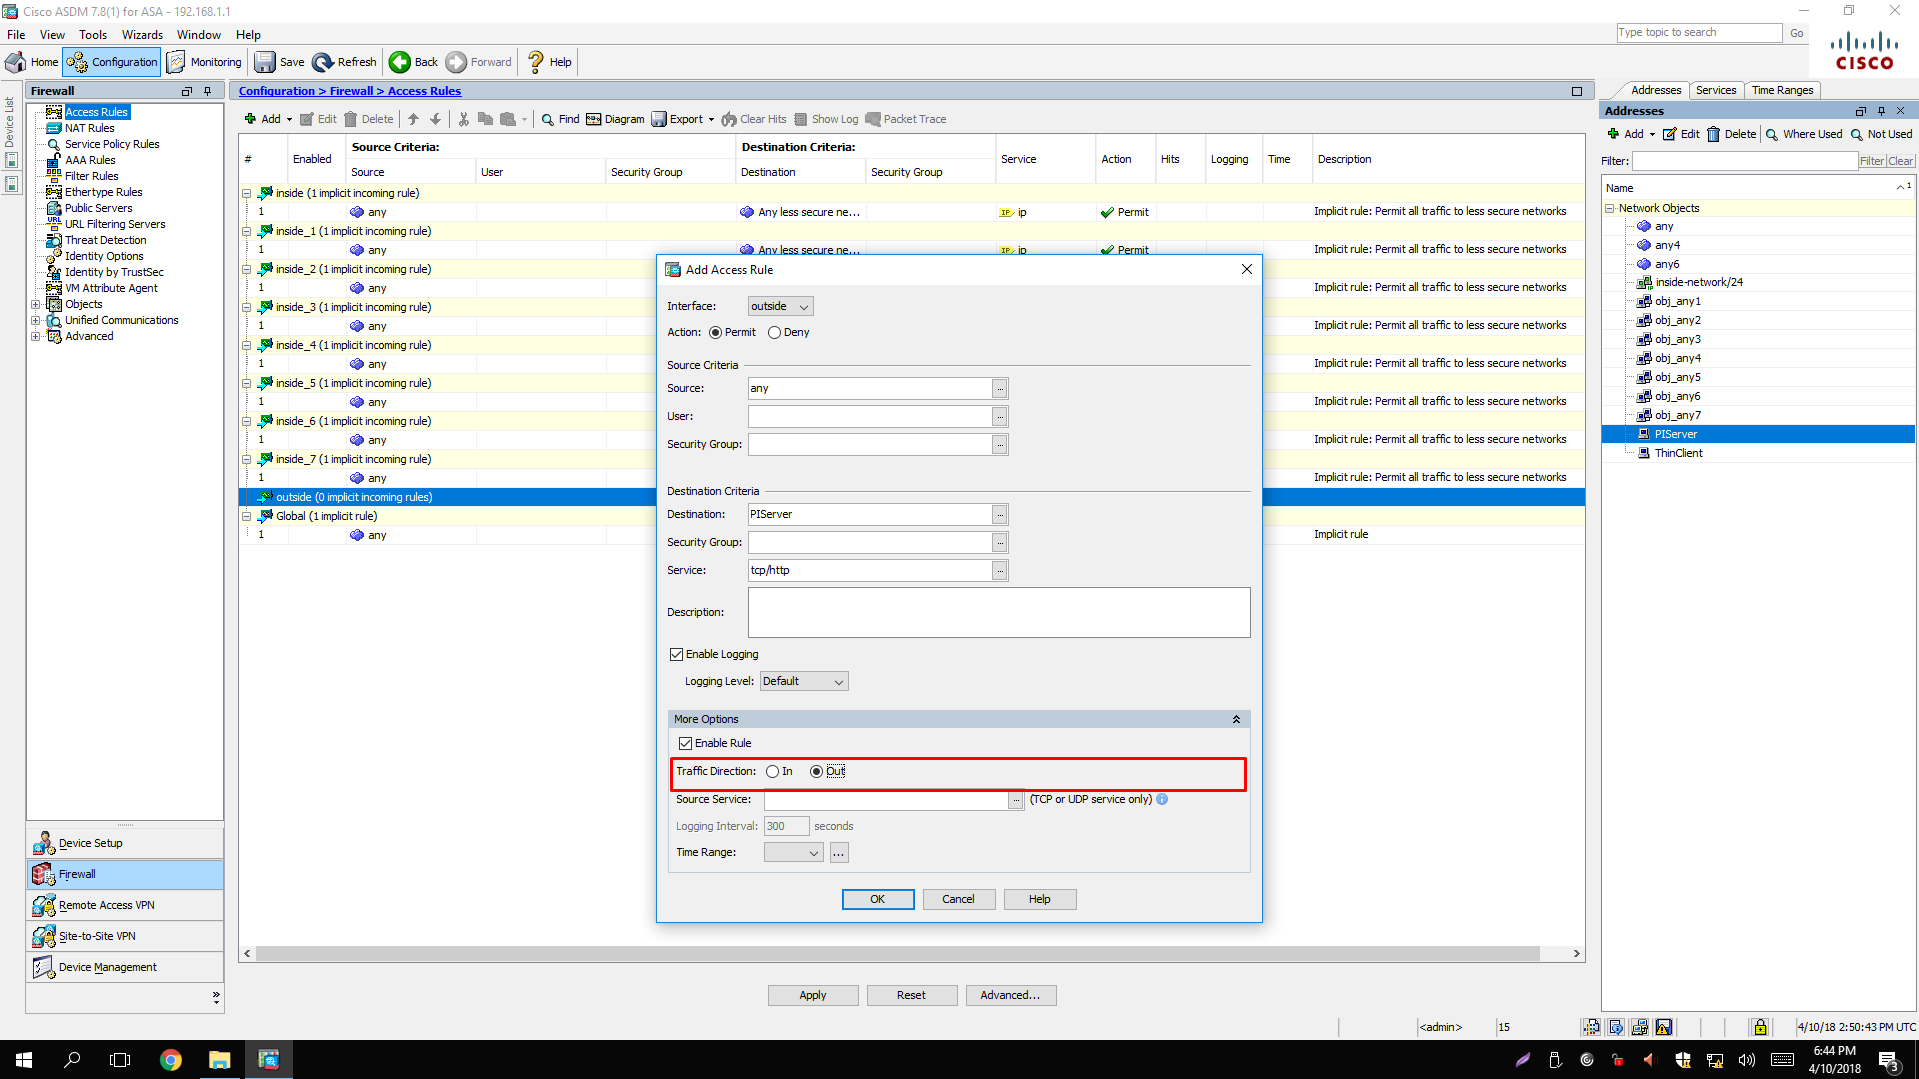 Cisco ASDM 7.8(1) for ASA - 192.168.1.1
File View Tools Wizards Window Help
Type topic to search Go
Home Configuration Monitoring Save Refresh Back Forward Help
CISCO
Device List
Firewall
Access Rules
NAT Rules
Service Policy Rules
AAA Rules
Filter Rules
Ethertype Rules
Public Servers
URL Filtering Servers
Threat Detection
Identity Options
Identity by TrustSec
VM Attribute Agent
Objects
Unified Communications
Advanced
Device Setup
Firewall
Remote Access VPN
Site-to-Site VPN
Device Management
Configuration > Firewall > Access Rules
Add Edit Delete Find Diagram Export Clear Hits Show Log Packet Trace
# Enabled Source Criteria: Destination Criteria: Service Action Hits Logging Time Description
Source User Security Group Destination Security Group
inside (1 implicit incoming rule)
1 any Any less secure ne... ip Permit Implicit rule: Permit all traffic to less secure networks
inside_1 (1 implicit incoming rule)
1 any Any less secure ne... ip Permit Implicit rule: Permit all traffic to less secure networks
inside_2 (1 implicit incoming rule)
1 any Implicit rule: Permit all traffic to less secure networks
inside_3 (1 implicit incoming rule)
1 any Implicit rule: Permit all traffic to less secure networks
inside_4 (1 implicit incoming rule)
1 any Implicit rule: Permit all traffic to less secure networks
inside_5 (1 implicit incoming rule)
1 any Implicit rule: Permit all traffic to less secure networks
inside_6 (1 implicit incoming rule)
1 any Implicit rule: Permit all traffic to less secure networks
inside_7 (1 implicit incoming rule)
1 any Implicit rule: Permit all traffic to less secure networks
outside (0 implicit incoming rules)
Global (1 implicit rule)
1 any Implicit rule
Add Access Rule
Interface: outside
Action: Permit Deny
Source Criteria
Source: any
User:
Security Group:
Destination Criteria
Destination: PIServer
Security Group:
Service: tcp/http
Description:
Enable Logging
Logging Level: Default
More Options
Enable Rule
Traffic Direction: In Out
Source Service: (TCP or UDP service only)
Logging Interval: 300 seconds
Time Range:
OK Cancel Help
Apply Reset Advanced...
Addresses Services Time Ranges
Addresses
Add Edit Delete Where Used Not Used
Filter: Filter Clear
Name 1
Network Objects
any
any4
any6
inside-network/24
obj_any1
obj_any2
obj_any3
obj_any4
obj_any5
obj_any6
obj_any7
PIServer
ThinClient
<admin> 15 4/10/18 2:50:43 PM UTC
6:44 PM
4/10/2018
3